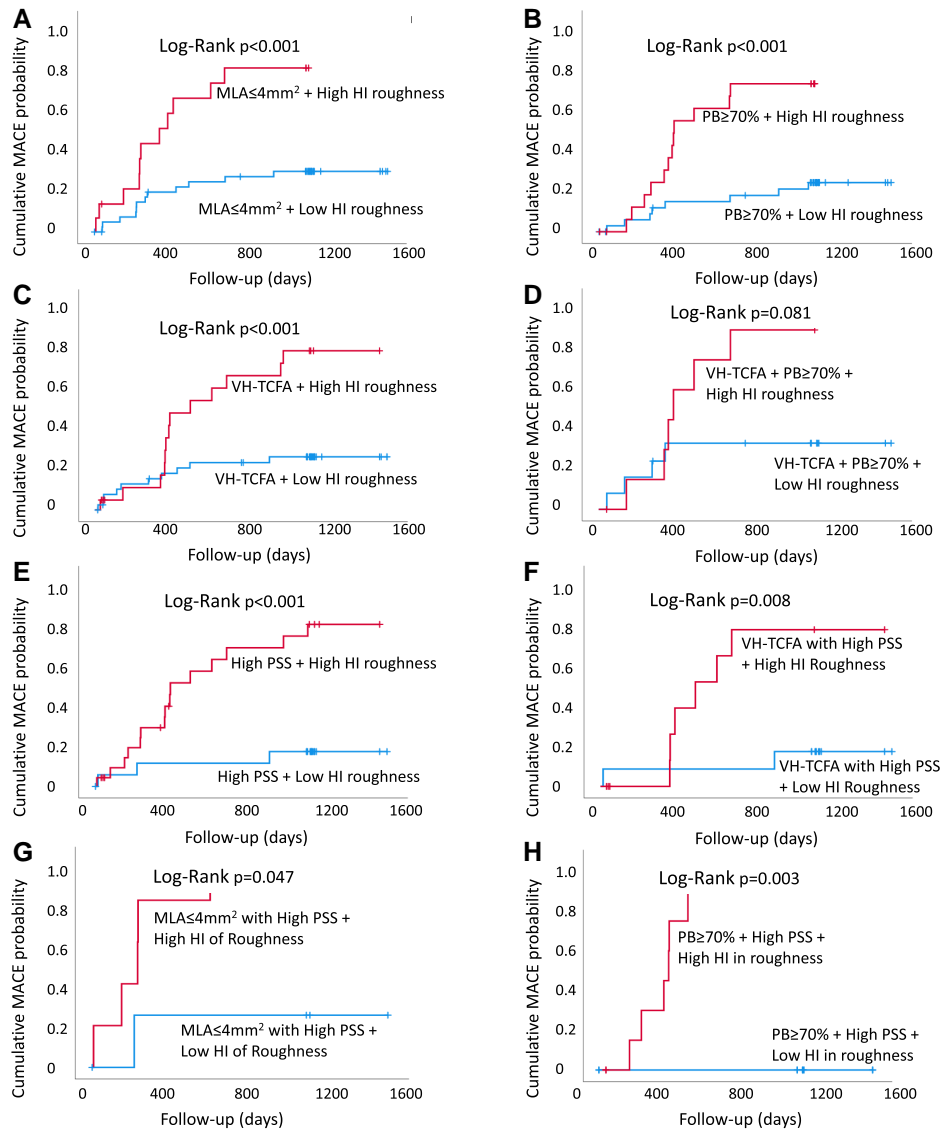 A
Log-Rank p<0.001
Cumulative MACE probability
1.0
0.8
0.6
0.4
0.2
0
MLA≤4mm² + High HI roughness
MLA≤4mm² + Low HI roughness
0 400 800 1200 1600
Follow-up (days)
B
Log-Rank p<0.001
Cumulative MACE probability
1.0
0.8
0.6
0.4
0.2
0
PB≥70% + High HI roughness
PB≥70% + Low HI roughness
0 400 800 1200 1600
Follow-up (days)
C
Log-Rank p<0.001
Cumulative MACE probability
1.0
0.8
0.6
0.4
0.2
0
VH-TCFA + High HI roughness
VH-TCFA + Low HI roughness
0 400 800 1200 1600
Follow-up (days)
D
Log-Rank p=0.081
Cumulative MACE probability
1.0
0.8
0.6
0.4
0.2
0
VH-TCFA + PB≥70% +
High HI roughness
VH-TCFA + PB≥70% +
Low HI roughness
0 400 800 1200 1600
Follow-up (days)
E
Log-Rank p<0.001
Cumulative MACE probability
1.0
0.8
0.6
0.4
0.2
0
High PSS + High HI roughness
High PSS + Low HI roughness
0 400 800 1200 1600
Follow-up (days)
F
Log-Rank p=0.008
Cumulative MACE probability
1.0
0.8
0.6
0.4
0.2
0
VH-TCFA with High PSS
+ High HI Roughness
VH-TCFA with High PSS
+ Low HI Roughness
0 400 800 1200 1600
Follow-up (days)
G
Log-Rank p=0.047
Cumulative MACE probability
1.0
0.8
0.6
0.4
0.2
0
MLA≤4mm² with High PSS +
High HI of Roughness
MLA≤4mm² with High PSS +
Low HI of Roughness
0 400 800 1200 1600
Follow-up (days)
H
Log-Rank p=0.003
Cumulative MACE probability
1.0
0.8
0.6
0.4
0.2
0
PB≥70% + High PSS +
High HI in roughness
PB≥70% + High PSS +
Low HI in roughness
0 400 800 1200 1600
Follow-up (days)